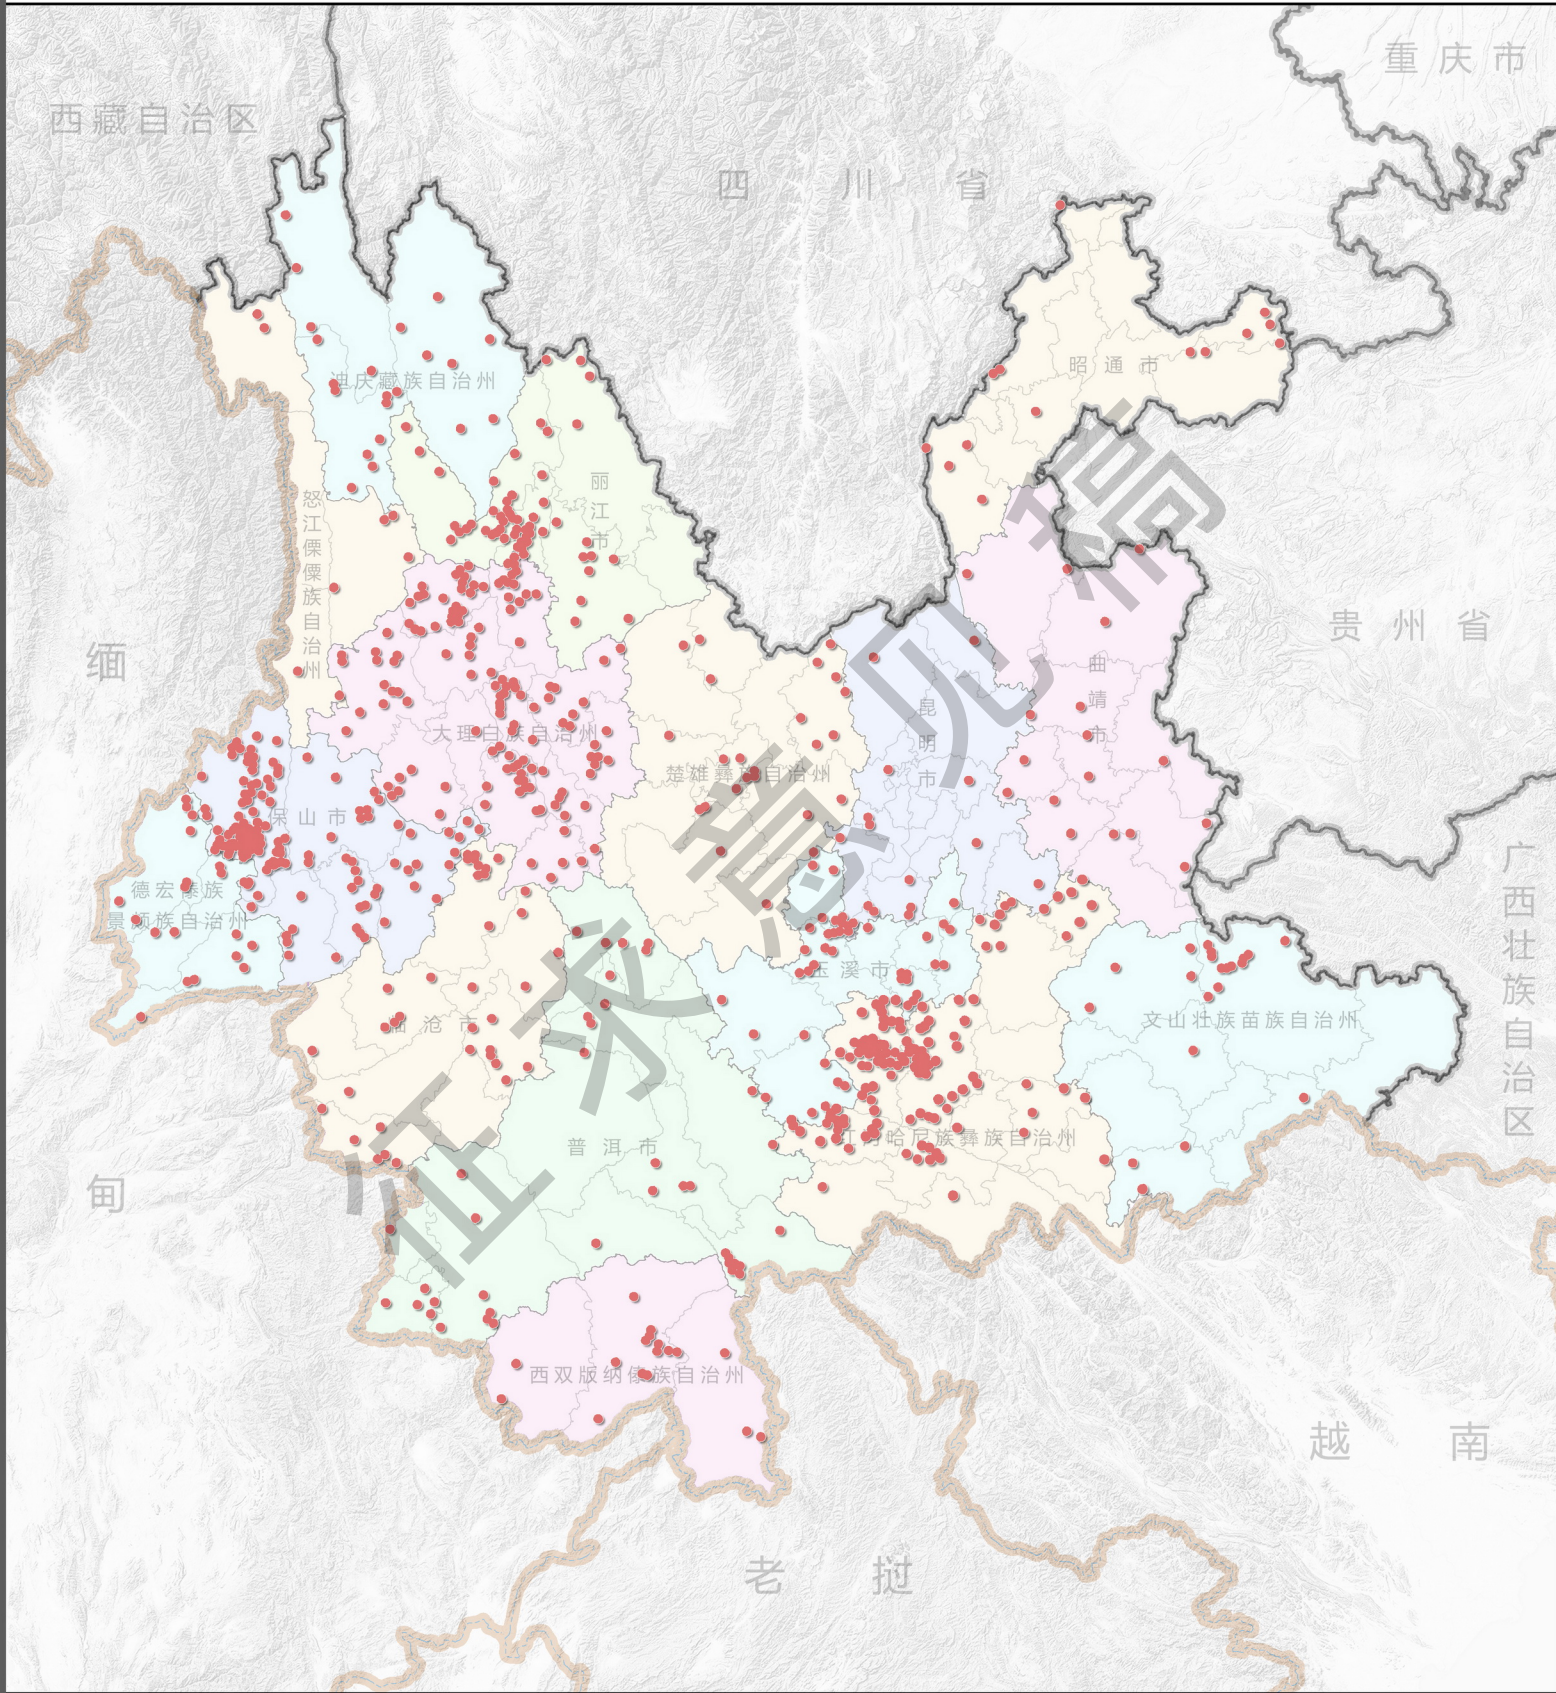 重庆市
西藏自治区
四川省
昭通市
迪庆藏族自治州
丽江市
怒江傈僳族自治州
贵州省
缅甸
曲靖市
昆明市
大理白族自治州
楚雄彝族自治州
保山市
德宏傣族
景颇族自治州
广西壮族自治区
玉溪市
临沧市
文山壮族苗族自治州
红河哈尼族彝族自治州
普洱市
西双版纳傣族自治州
越南
老挝
征求意见稿